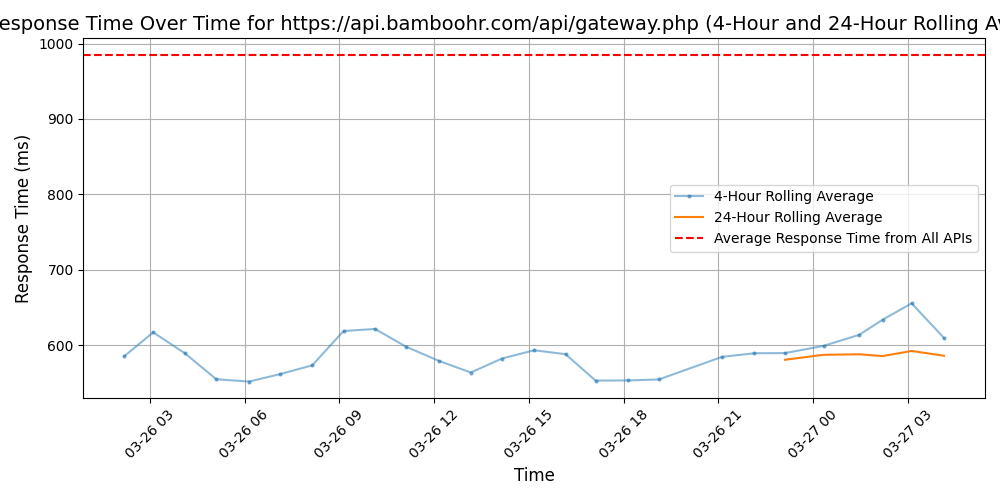 esponse Time Over Time for https://api.bamboohr.com/api/gateway.php (4-Hour and 24-Hour Rolling Av
Response Time (ms)
1000
900
800
700
600
4-Hour Rolling Average
24-Hour Rolling Average
Average Response Time from All APIs
03-26 03
03-26 06
03-26 09
03-26 12
03-26 15
03-26 18
03-26 21
03-27 00
03-27 03
Time